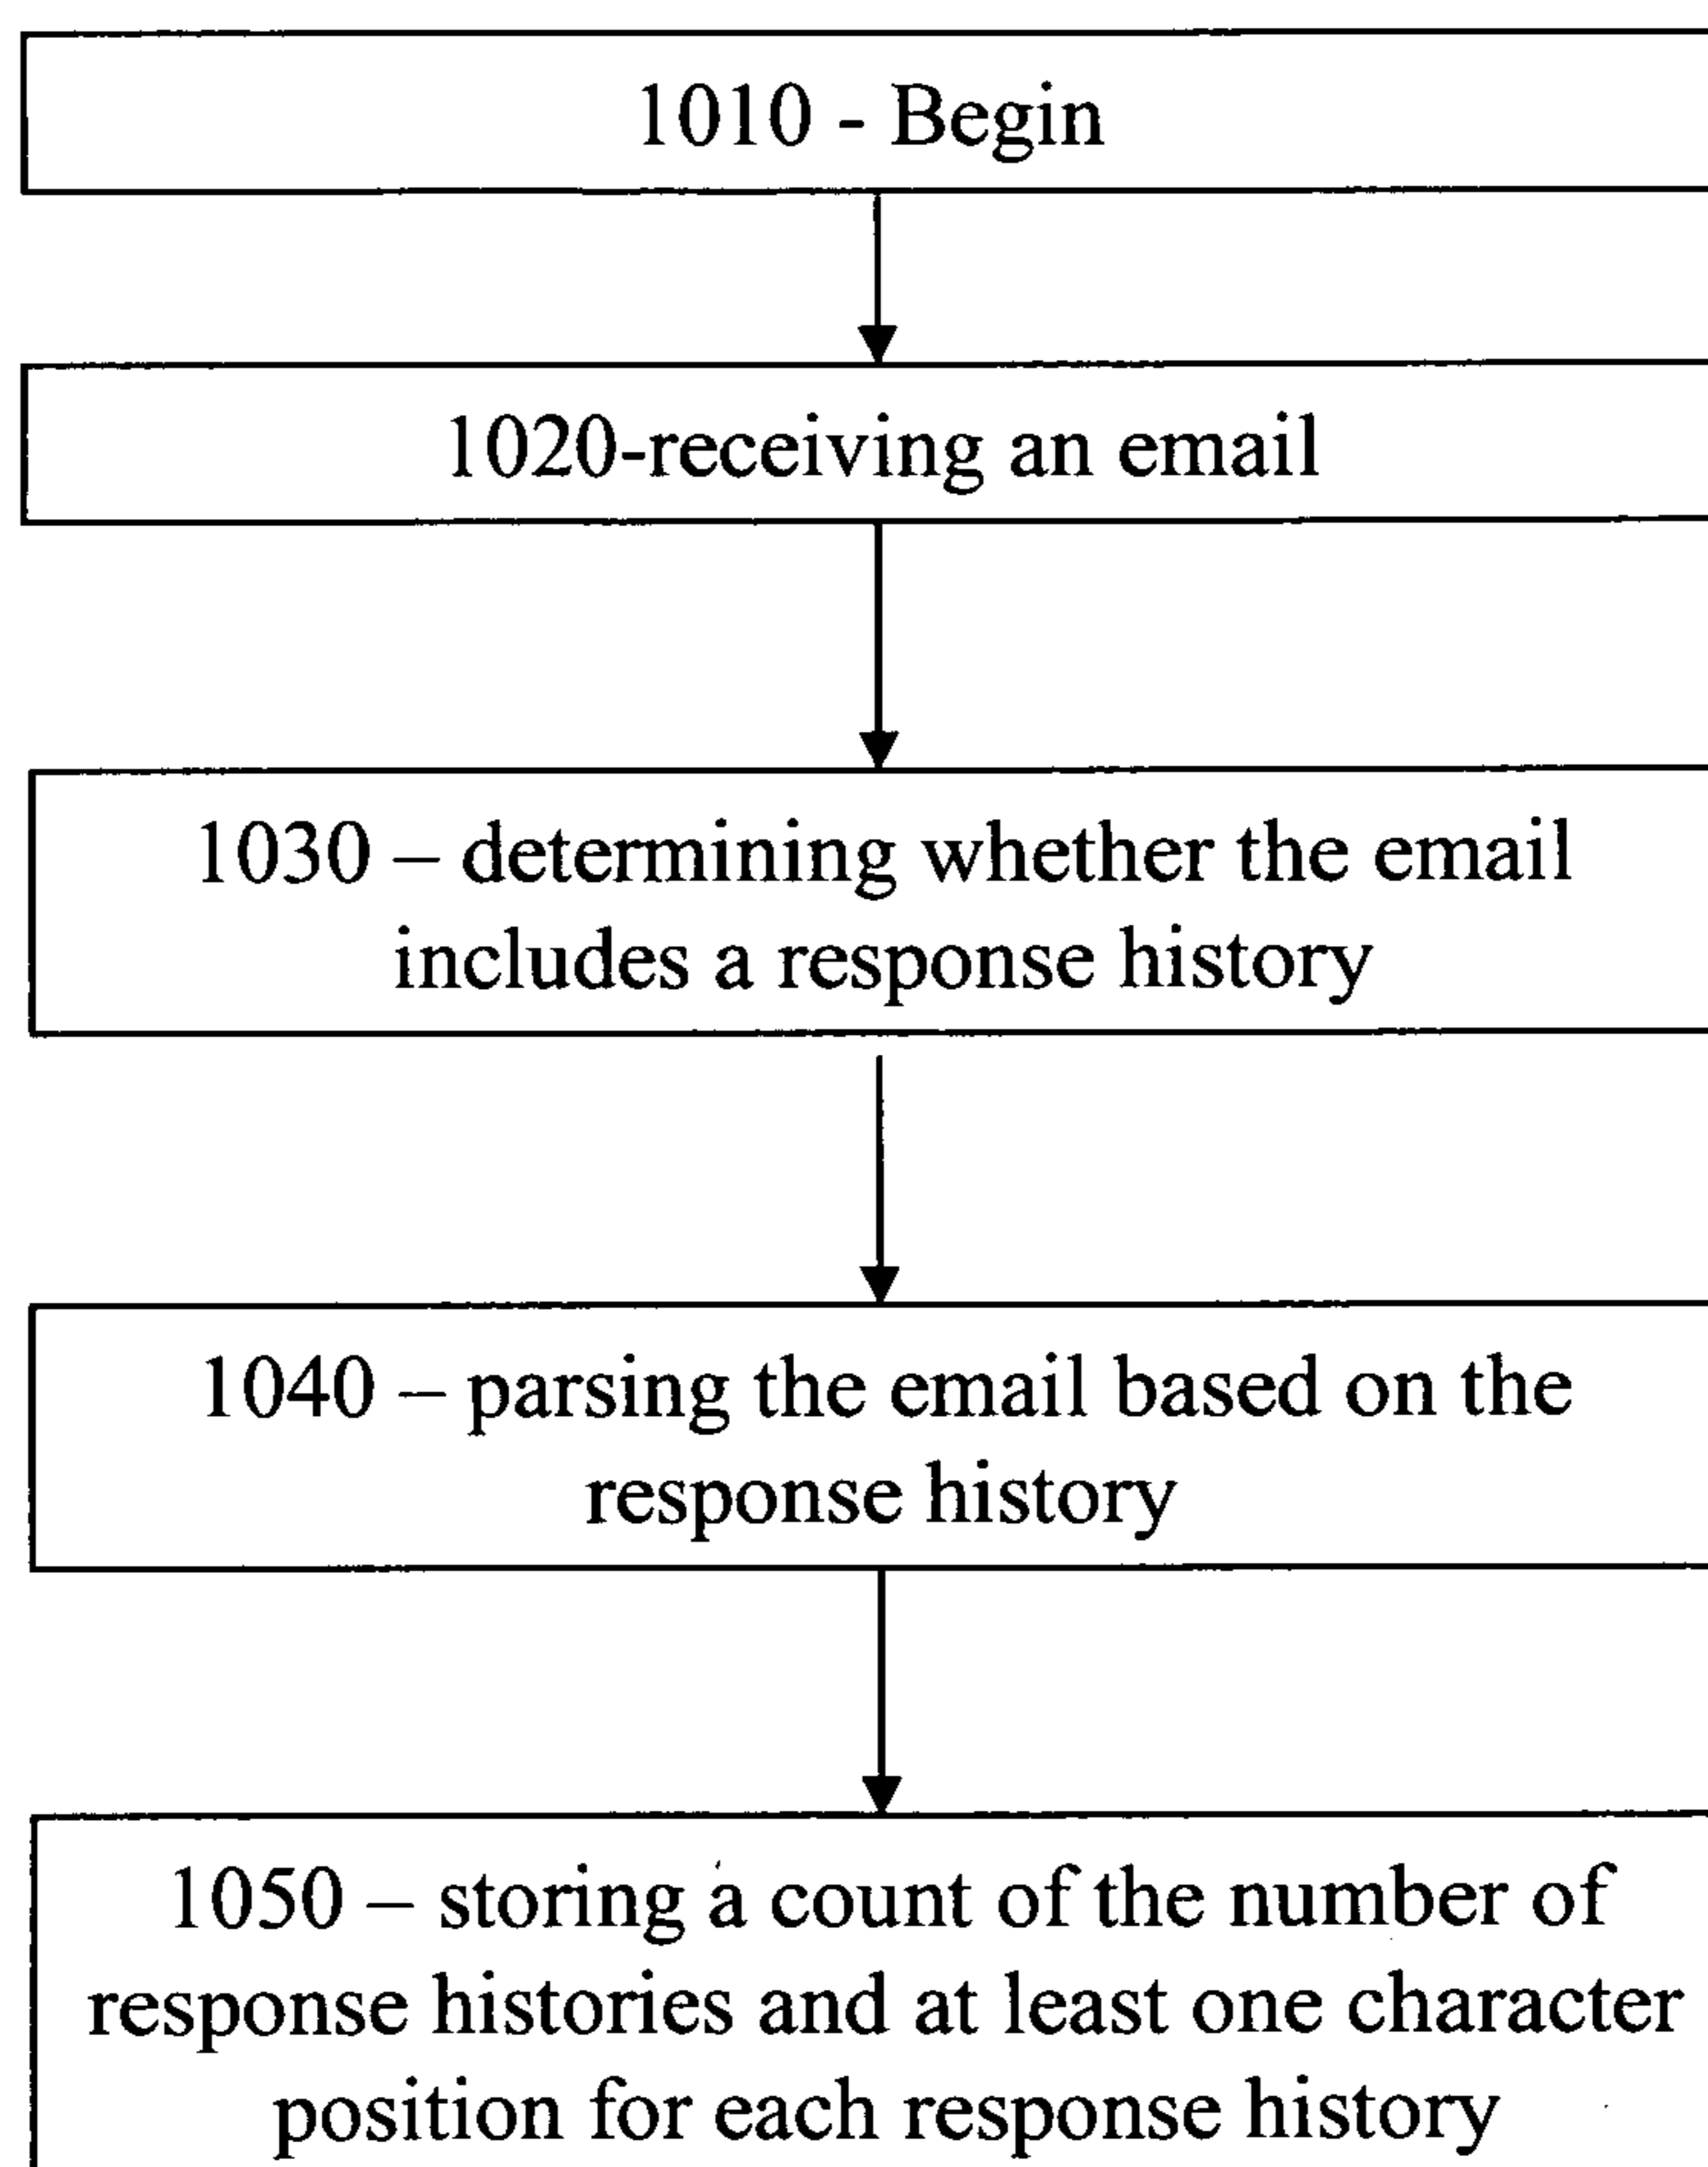 1010 - Begin
1020-receiving an email
1030 – determining whether the email
includes a response history
1040 – parsing the email based on the
response history
1050 – storing a count of the number of
response histories and at least one character
position for each response history